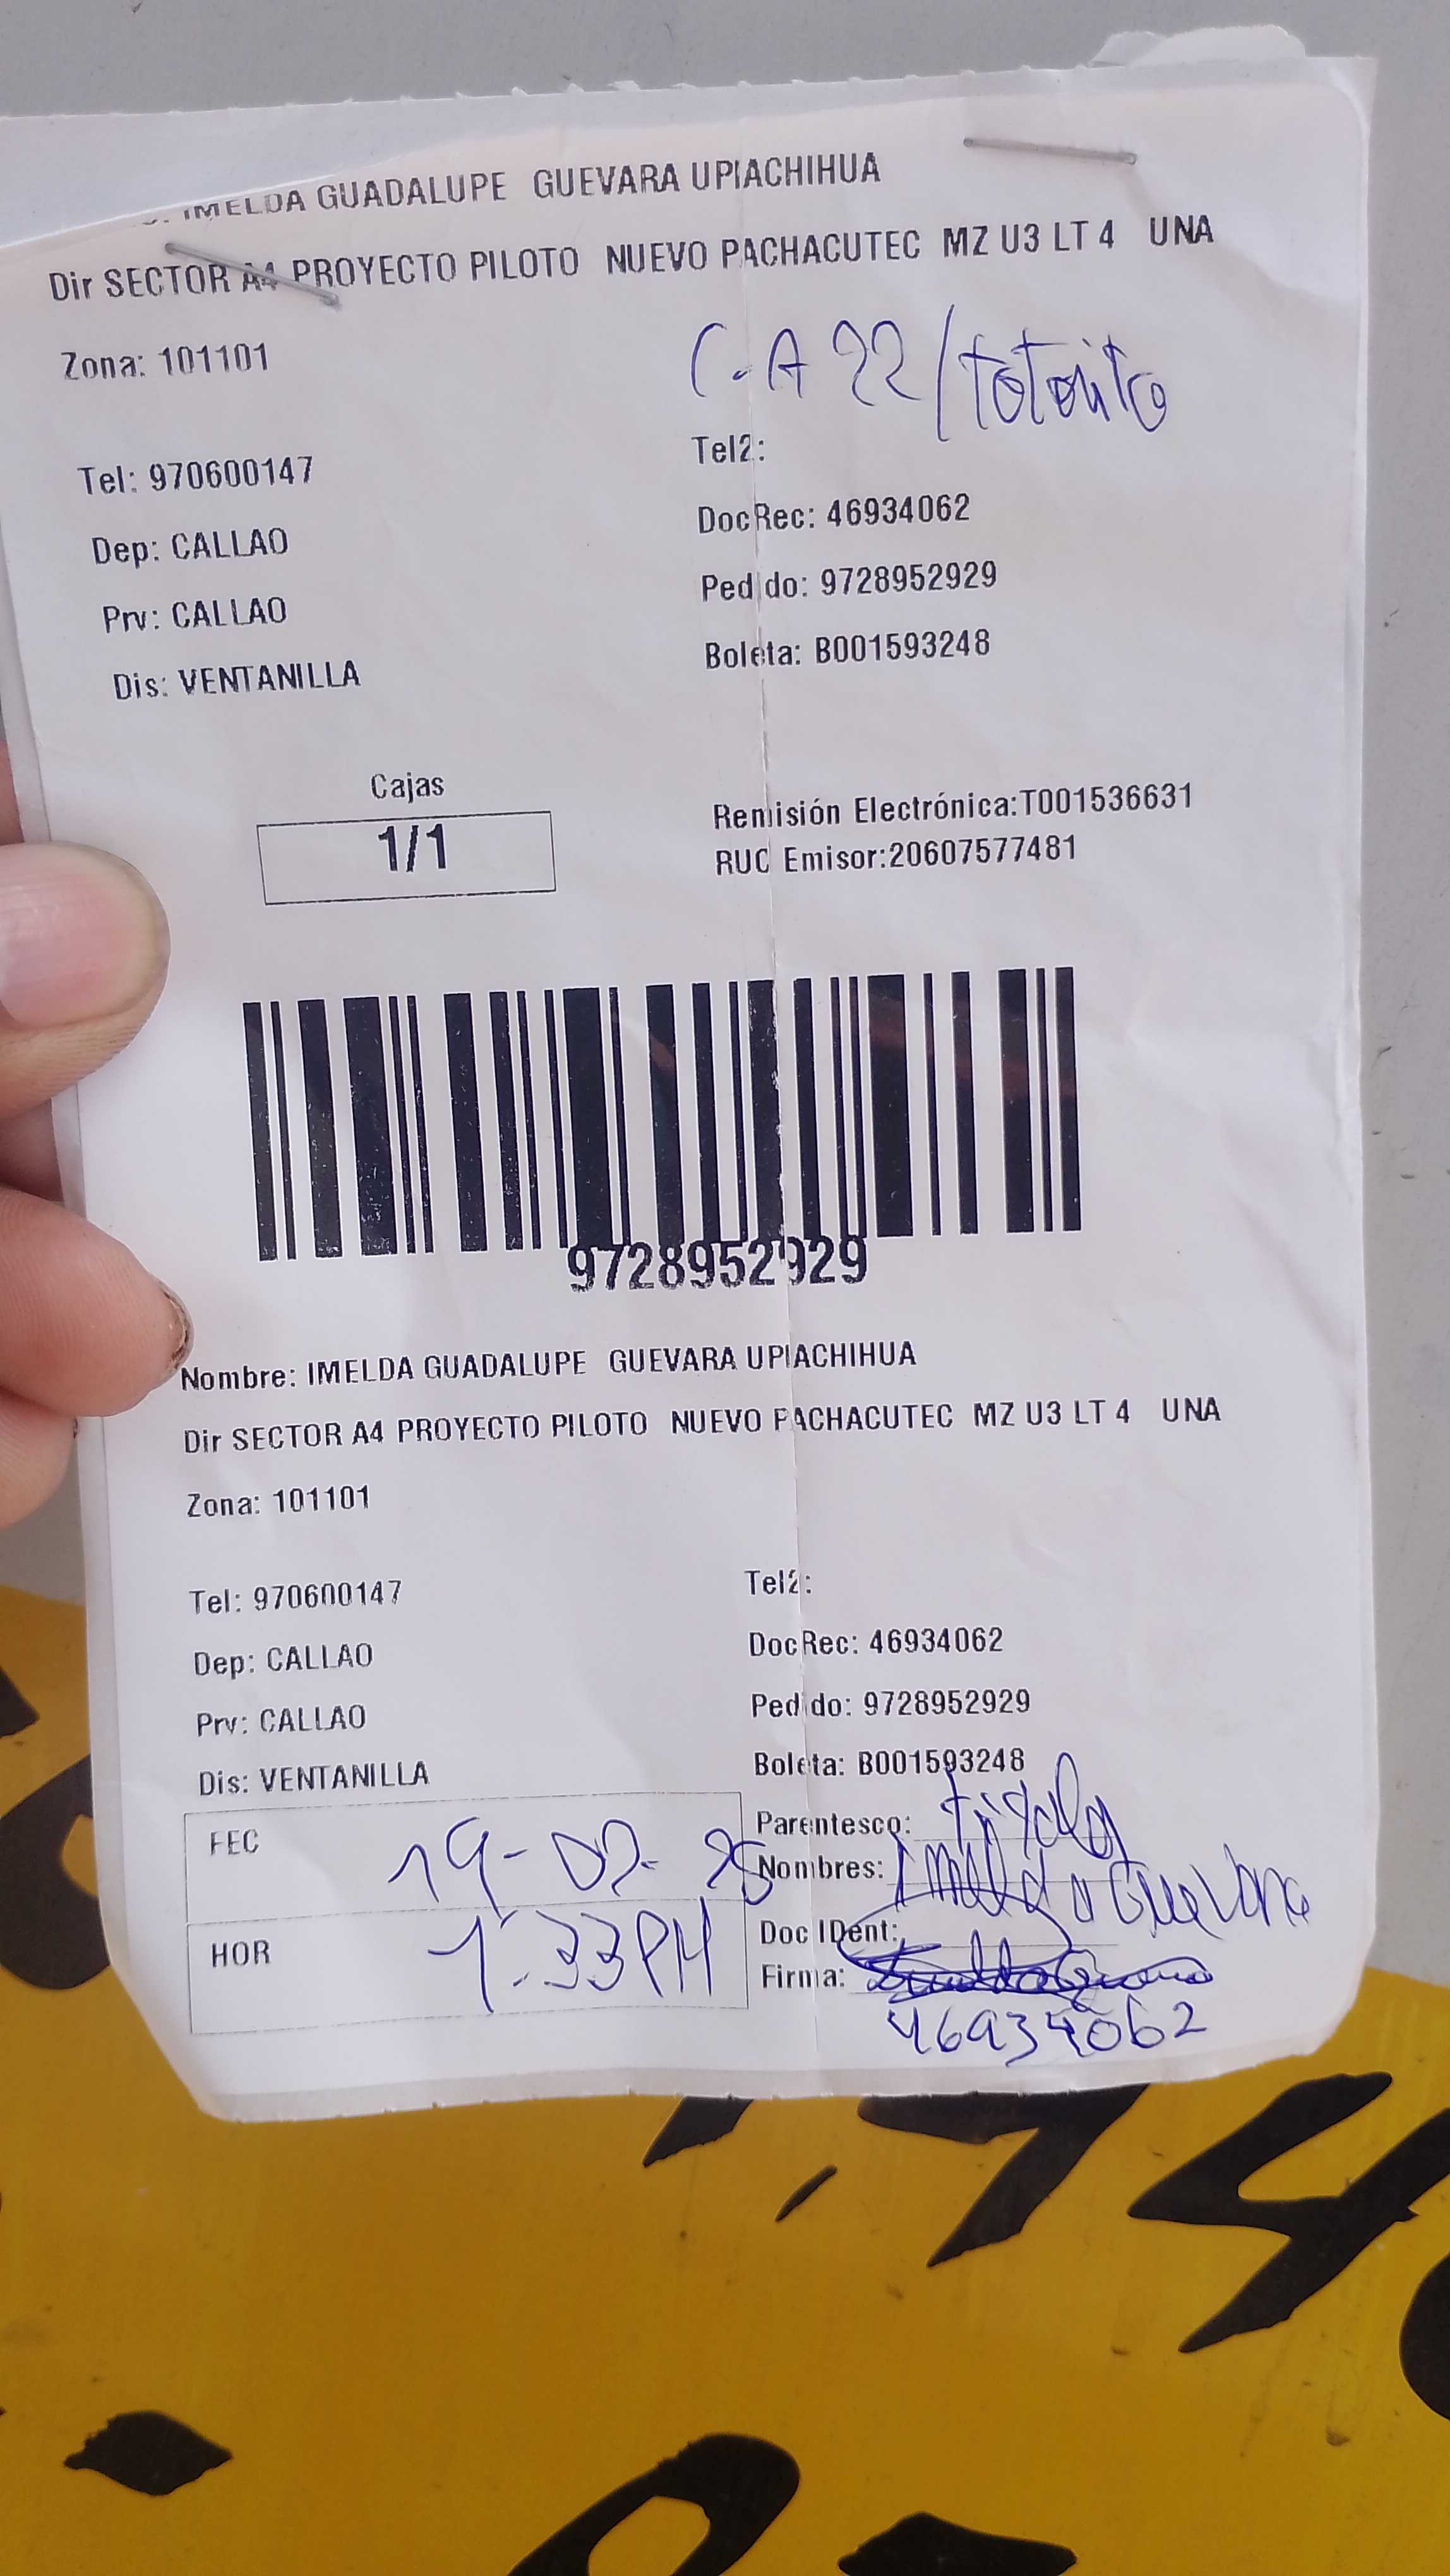 IMELDA GUADALUPE GUEVARA UPIACHIHUA
Dir SECTOR A4 PROYECTO PILOTO NUEVO PACHACUTEC MZ U3 LT 4 UNA
Zona: 101101
C-A 22/totorito
Tel: 970600147
Tel2:
Dep: CALLAO
DocRec: 46934062
Prv: CALLAO
Pedido: 9728952929
Dis: VENTANILLA
Boleta: B001593248
Cajas
1/1
Remisión Electrónica:T001536631
RUC Emisor:20607577481
9728952929
Nombre: IMELDA GUADALUPE GUEVARA UPIACHIHUA
Dir SECTOR A4 PROYECTO PILOTO NUEVO PACHACUTEC MZ U3 LT 4 UNA
Zona: 101101
Tel: 970600147
Tel2:
Dep: CALLAO
DocRec: 46934062
Prv: CALLAO
Pedido: 9728952929
Dis: VENTANILLA
Boleta: B001593248
FEC 19-02-25
Parentesco:
Nombres: Imelda Guevara
HOR 1:33PM
Doc IDent:
Firma:
46934062